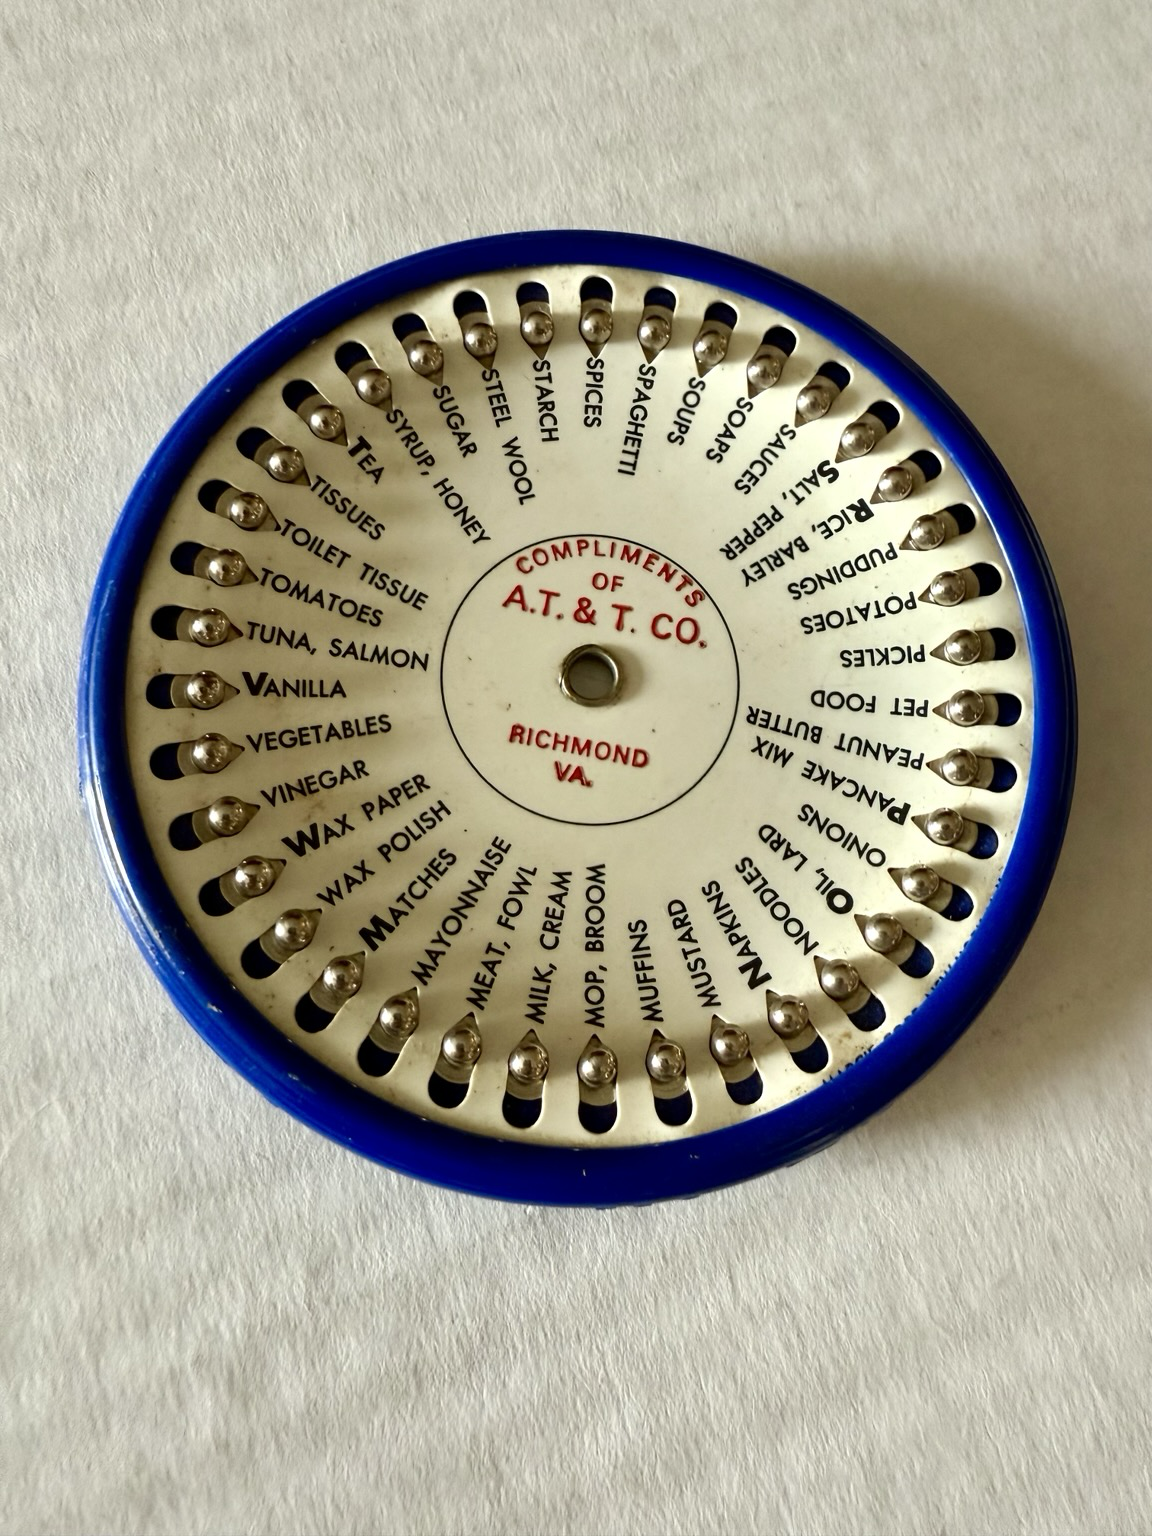 COMPLIMENTS
OF
A.T. & T. CO.
RICHMOND
VA.
MATCHES
MAYONNAISE
MEAT, FOWL
MILK, CREAM
MOP, BROOM
MUFFINS
MUSTARD
NAPKINS
NOODLES
OIL, LARD
ONIONS
PANCAKE MIX
PEANUT BUTTER
PET FOOD
PICKLES
POTATOES
PUDDINGS
RICE, BARLEY
SALT, PEPPER
SAUCES
SOAPS
SOUPS
SPAGHETTI
SPICES
STARCH
STEEL WOOL
SUGAR
SYRUP, HONEY
TEA
TISSUES
TOILET TISSUE
TOMATOES
TUNA, SALMON
VANILLA
VEGETABLES
VINEGAR
WAX PAPER
WAX POLISH